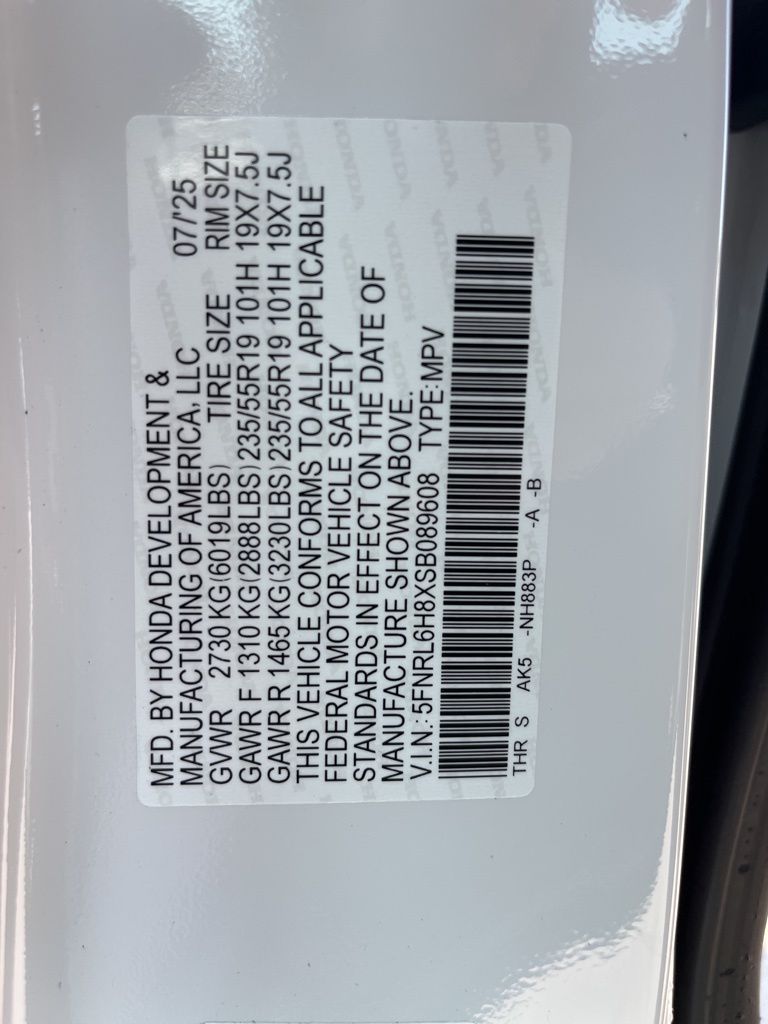 MFD. BY HONDA DEVELOPMENT &
MANUFACTURING OF AMERICA, LLC 07/'25
GVWR 2730 KG(6019LBS) TIRE SIZE RIM SIZE
GAWR F 1310 KG(2888LBS) 235/55R19 101H 19X7.5J
GAWR R 1465 KG(3230LBS) 235/55R19 101H 19X7.5J
THIS VEHICLE CONFORMS TO ALL APPLICABLE
FEDERAL MOTOR VEHICLE SAFETY
STANDARDS IN EFFECT ON THE DATE OF
MANUFACTURE SHOWN ABOVE.
V.I.N.: 5FNRL6H8XSB089608 TYPE: MPV
THR S AK5 -NH883P -A -B